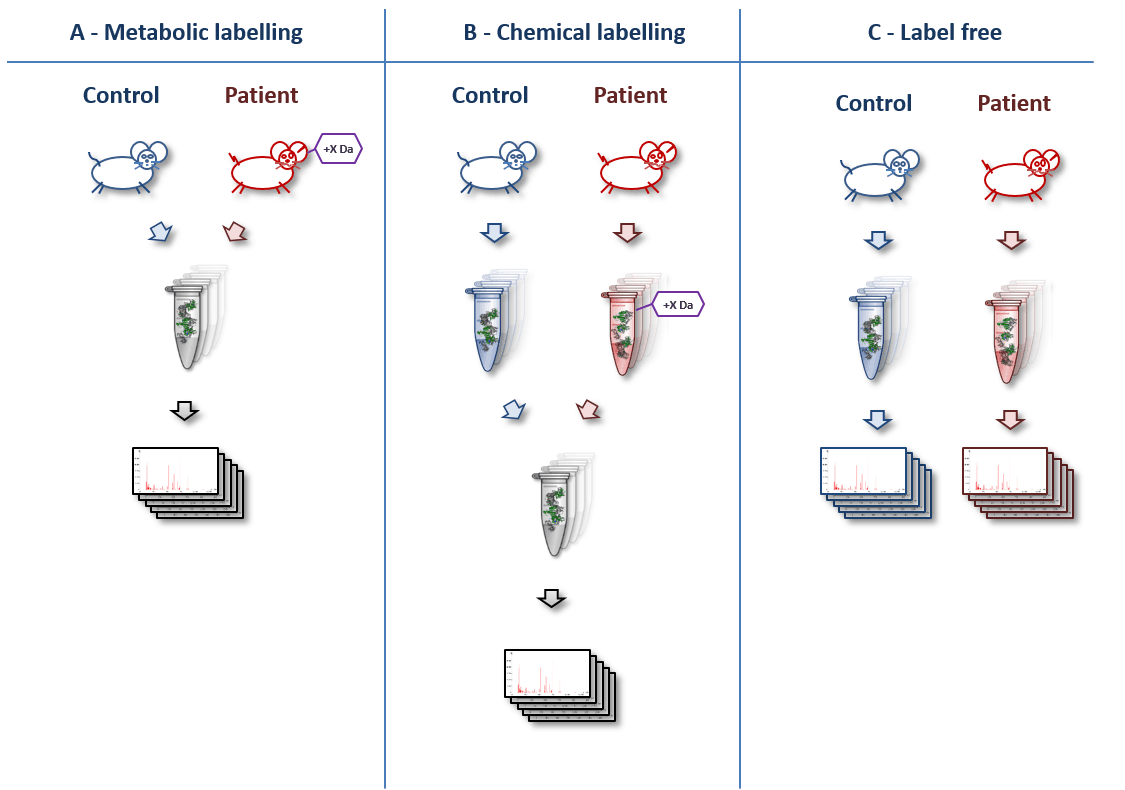 A - Metabolic labelling
B - Chemical labelling
C - Label free
Control
Patient
Control
Patient
Control
Patient
+X Da
+X Da